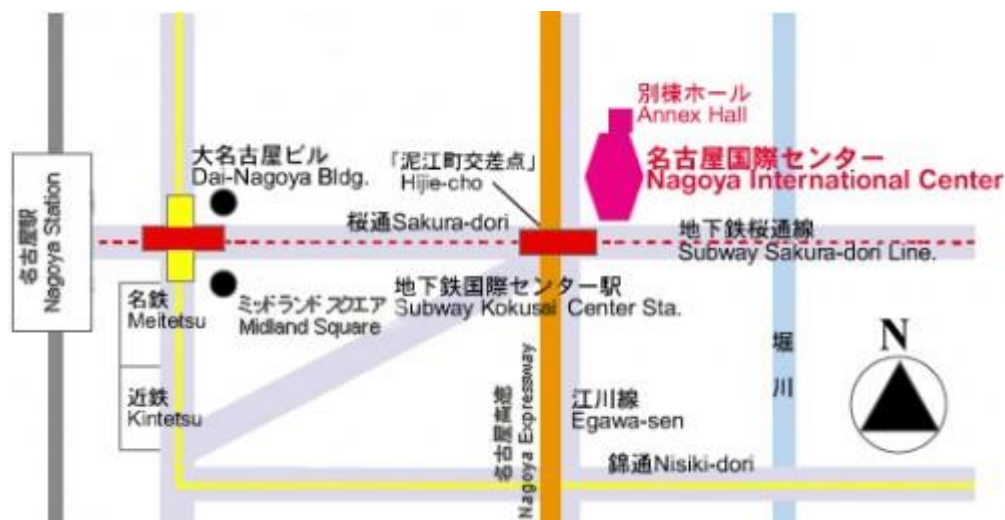 別棟ホール
Annex Hall
名古屋国際センター
Nagoya International Center
大名古屋ビル
Dai-Nagoya Bldg.
「泥江町交差点」
Hijie-cho
名古屋駅
Nagoya Station
桜通Sakura-dori
地下鉄桜通線
Subway Sakura-dori Line.
名鉄
Meitetsu
ミッドランド スクエア
Midland Square
地下鉄国際センター駅
Subway Kokusai Center Sta.
近鉄
Kintetsu
名古屋高速
Nagoya Expressway
江川線
Egawa-sen
堀川
N
錦通Nisiki-dori